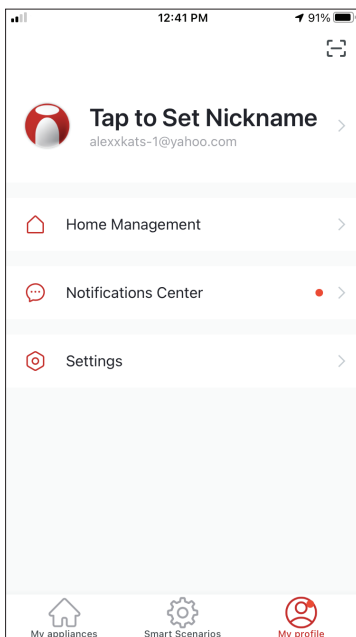 12:41 PM
91%
Tap to Set Nickname
alexxkats-1@yahoo.com
Home Management
Notifications Center
Settings
My appliances
Smart Scenarios
My profile